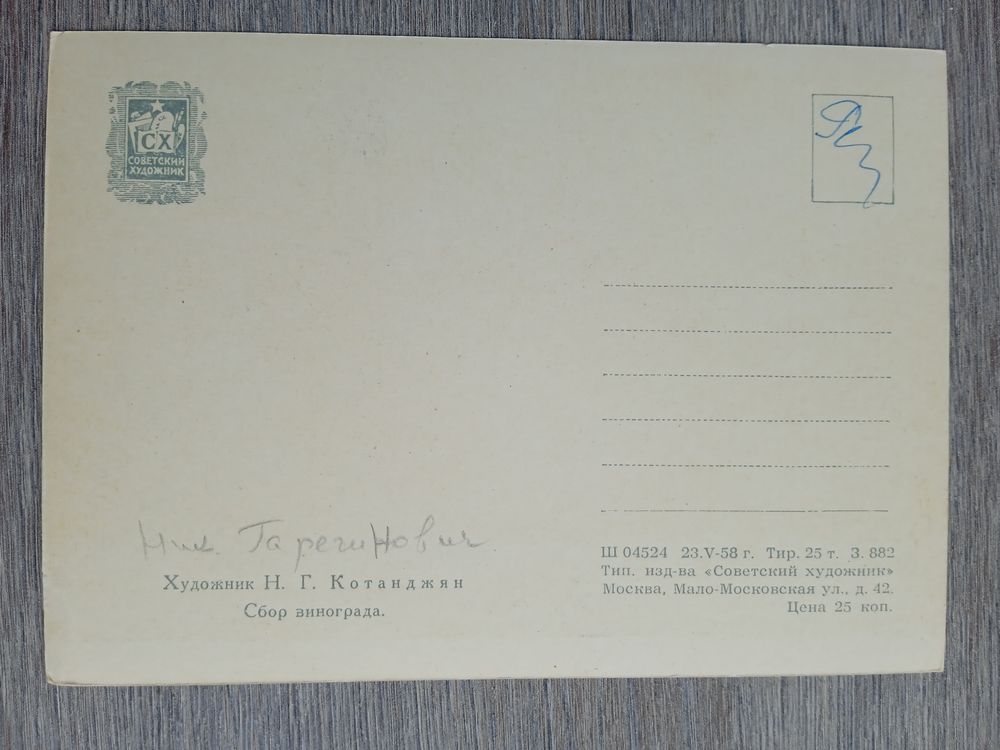 СХ
СОВЕТСКИЙ
ХУДОЖНИК
Ник. Гарегинович
Художник Н. Г. Котанджян
Сбор винограда.
Ш 04524 23.V-58 г. Тир. 25 т. З. 882
Тип. изд-ва «Советский художник»
Москва, Мало-Московская ул., д. 42.
Цена 25 коп.